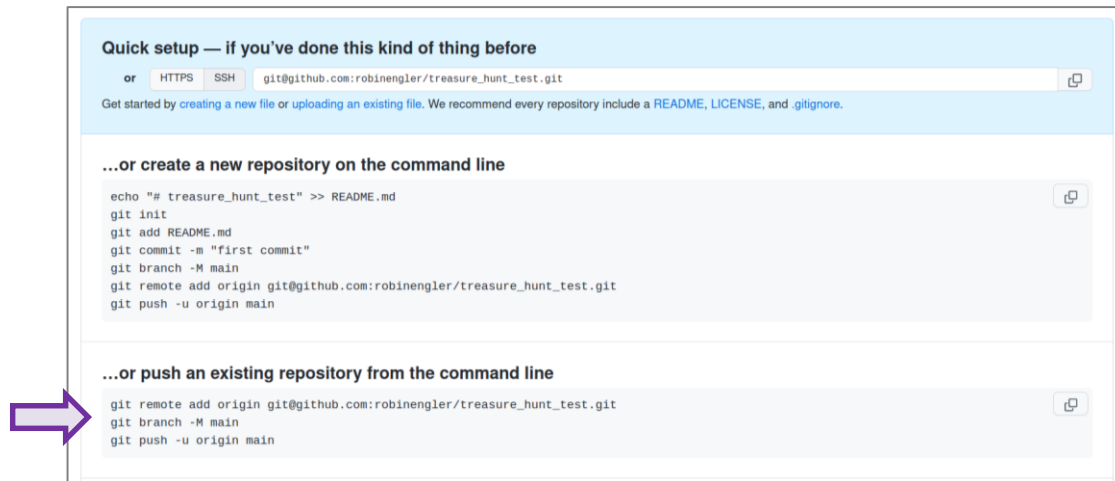 Quick setup — if you’ve done this kind of thing before
or HTTPS SSH git@github.com:robinengler/treasure_hunt_test.git
Get started by creating a new file or uploading an existing file. We recommend every repository include a README, LICENSE, and .gitignore.
…or create a new repository on the command line
echo "# treasure_hunt_test" >> README.md
git init
git add README.md
git commit -m "first commit"
git branch -M main
git remote add origin git@github.com:robinengler/treasure_hunt_test.git
git push -u origin main
…or push an existing repository from the command line
git remote add origin git@github.com:robinengler/treasure_hunt_test.git
git branch -M main
git push -u origin main